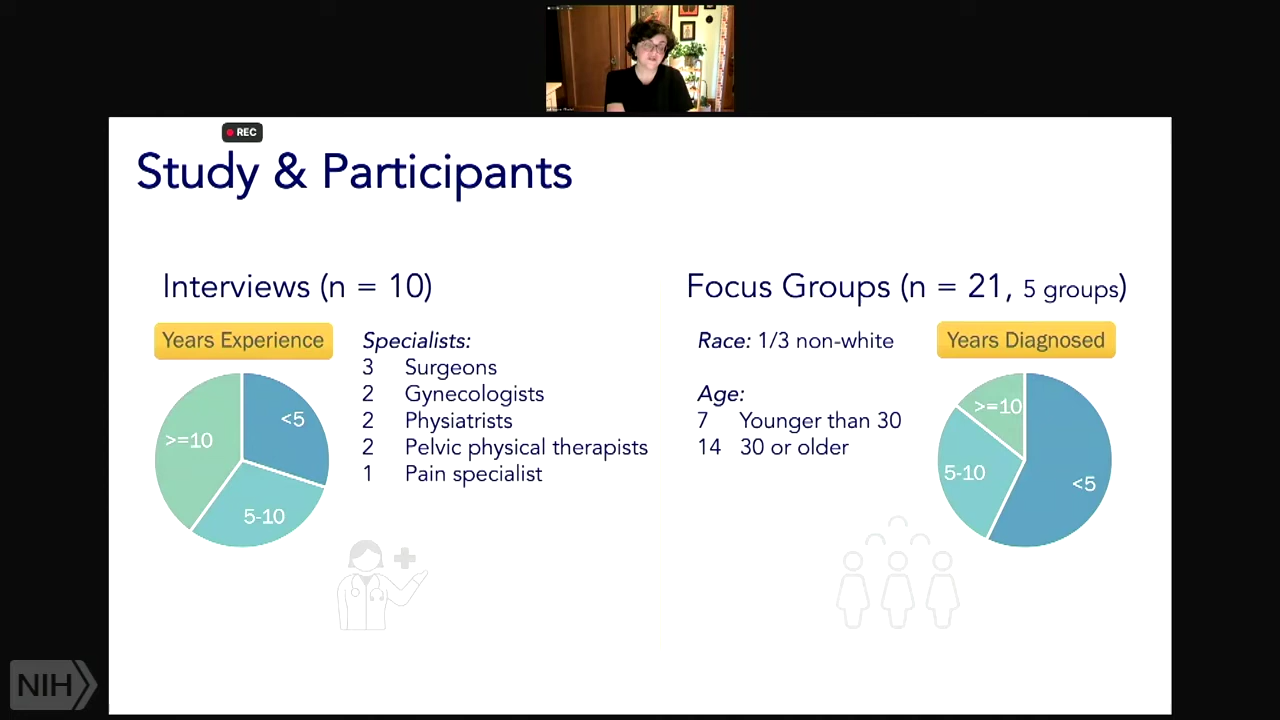 REC
Study & Participants
Interviews (n = 10)
Years Experience
<5
5-10
>=10
Specialists:
3 Surgeons
2 Gynecologists
2 Physiatrists
2 Pelvic physical therapists
1 Pain specialist
Focus Groups (n = 21, 5 groups)
Race: 1/3 non-white
Age:
7 Younger than 30
14 30 or older
Years Diagnosed
>=10
5-10
<5
NIH